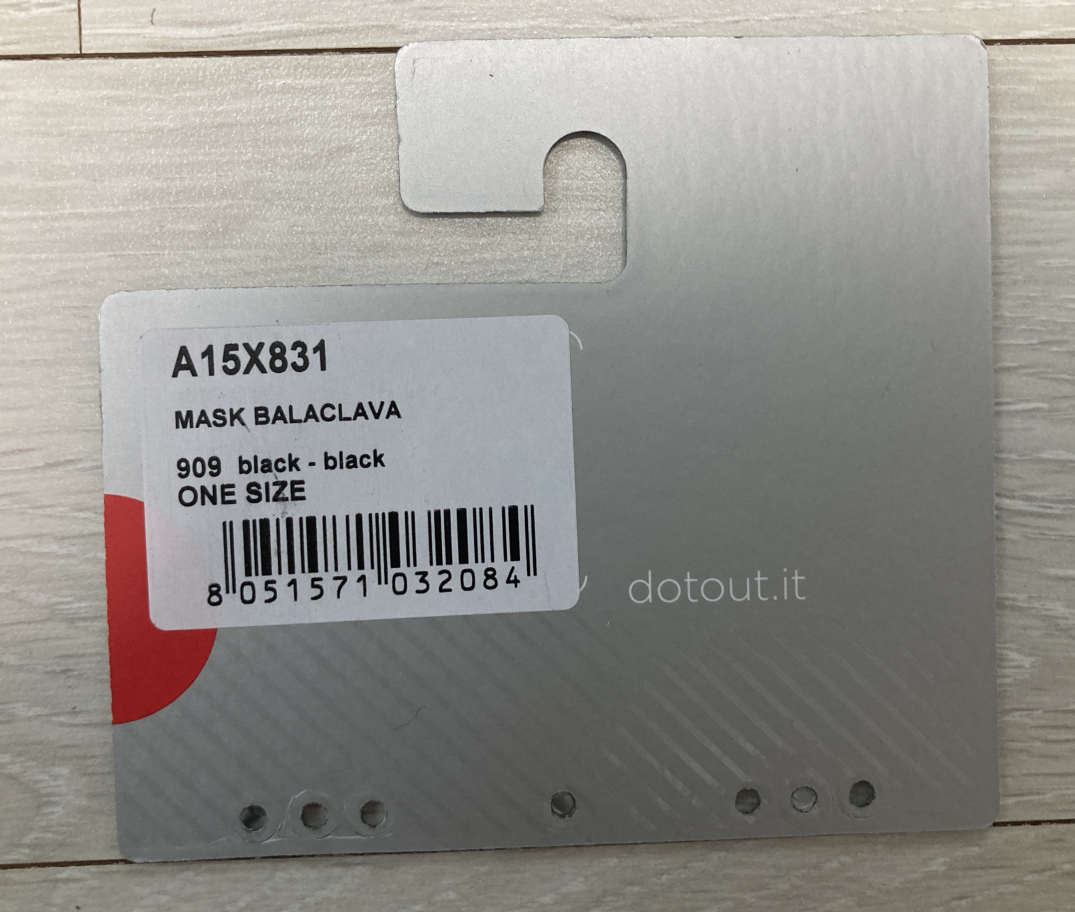 A15X831
MASK BALACLAVA
909 black - black
ONE SIZE
8 051571 032084
dotout.it